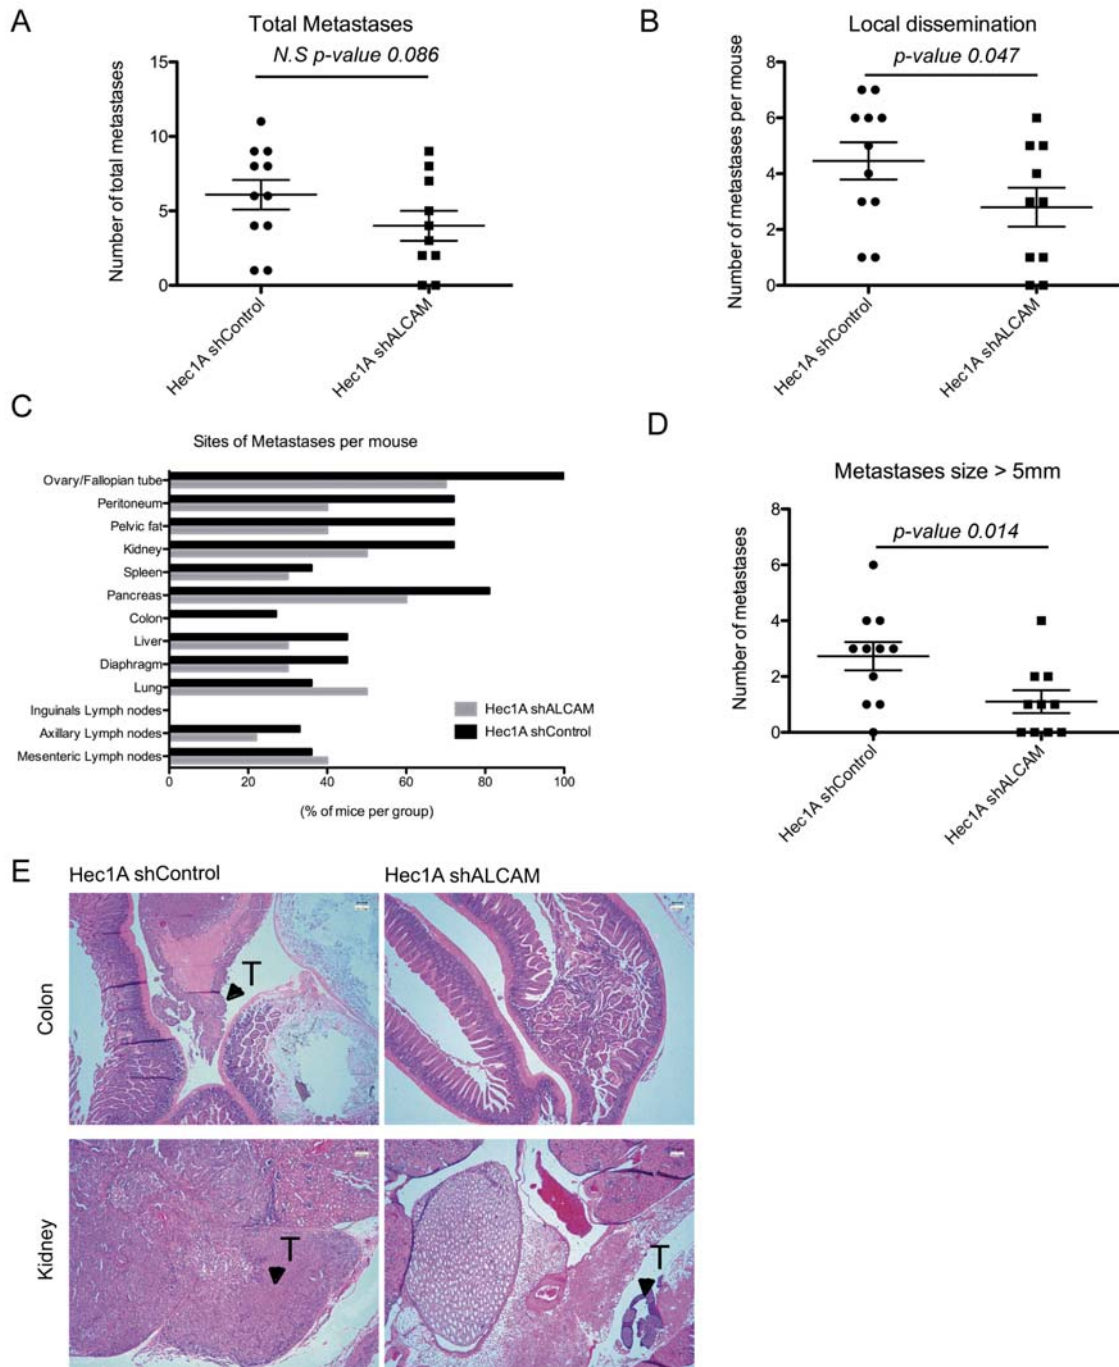 A
Total Metastases
N.S p-value 0.086
Number of total metastases
15
10
5
0
Hec1A shControl
Hec1A shALCAM
B
Local dissemination
p-value 0.047
Number of metastases per mouse
8
6
4
2
0
Hec1A shControl
Hec1A shALCAM
C
Sites of Metastases per mouse
Ovary/Fallopian tube
Peritoneum
Pelvic fat
Kidney
Spleen
Pancreas
Colon
Liver
Diaphragm
Lung
Inguinals Lymph nodes
Axillary Lymph nodes
Mesenteric Lymph nodes
Hec1A shALCAM
Hec1A shControl
0 20 40 60 80 100
(% of mice per group)
D
Metastases size > 5mm
p-value 0.014
Number of metastases
8
6
4
2
0
Hec1A shControl
Hec1A shALCAM
E
Hec1A shControl Hec1A shALCAM
Colon
T
Kidney
T
T